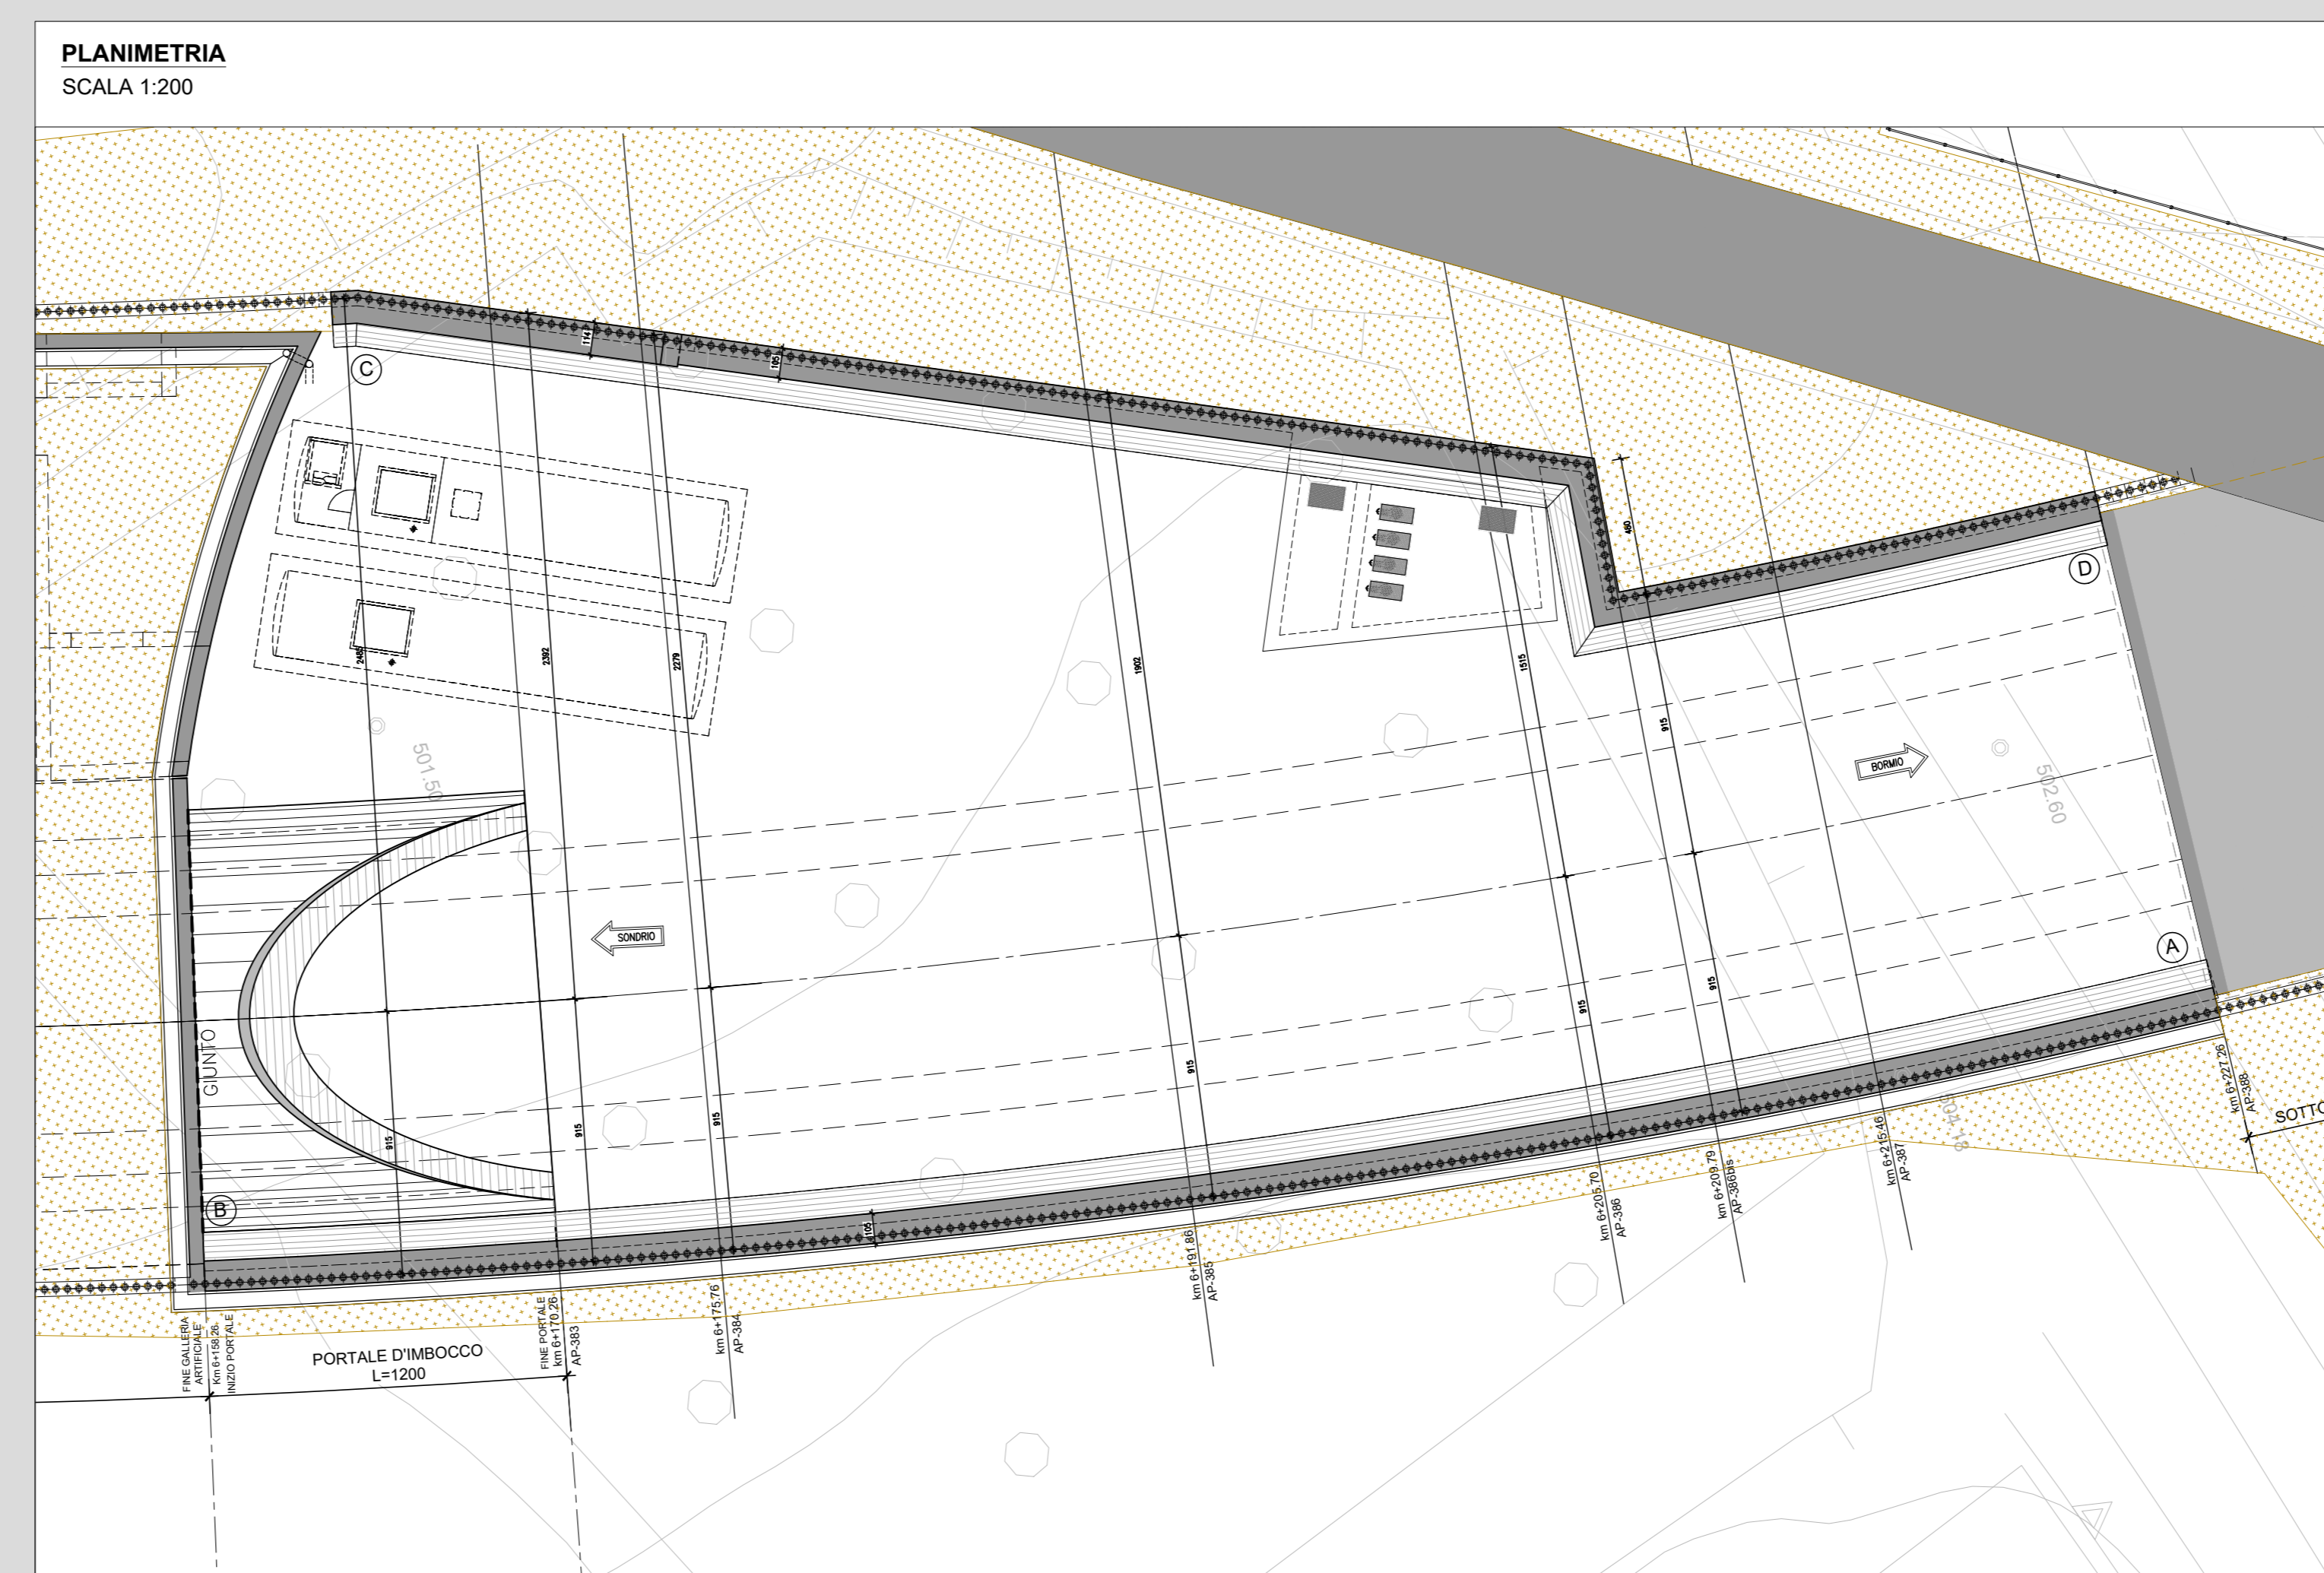 PLANIMETRIA
SCALA 1:200
114
105
C
460
D
2392
2279
1902
1515
915
BORMIO
501.50
502.60
SONDRIO
A
915
915
GIUNTO
915
915
915
915
B
105
km 6+205.70
AP-386
km 6+209.79
AP-386bis
km 6+215.46
AP-387
km 6+227.26
AP-388
SOTTO
km 6+191.86
AP-385
km 6+175.76
AP-384
FINE PORTALE
km 6+170.26
AP-383
FINE GALLERIA
ARTIFICIALE
Km 6+158.26
INIZIO PORTALE
PORTALE D'IMBOCCO
L=1200